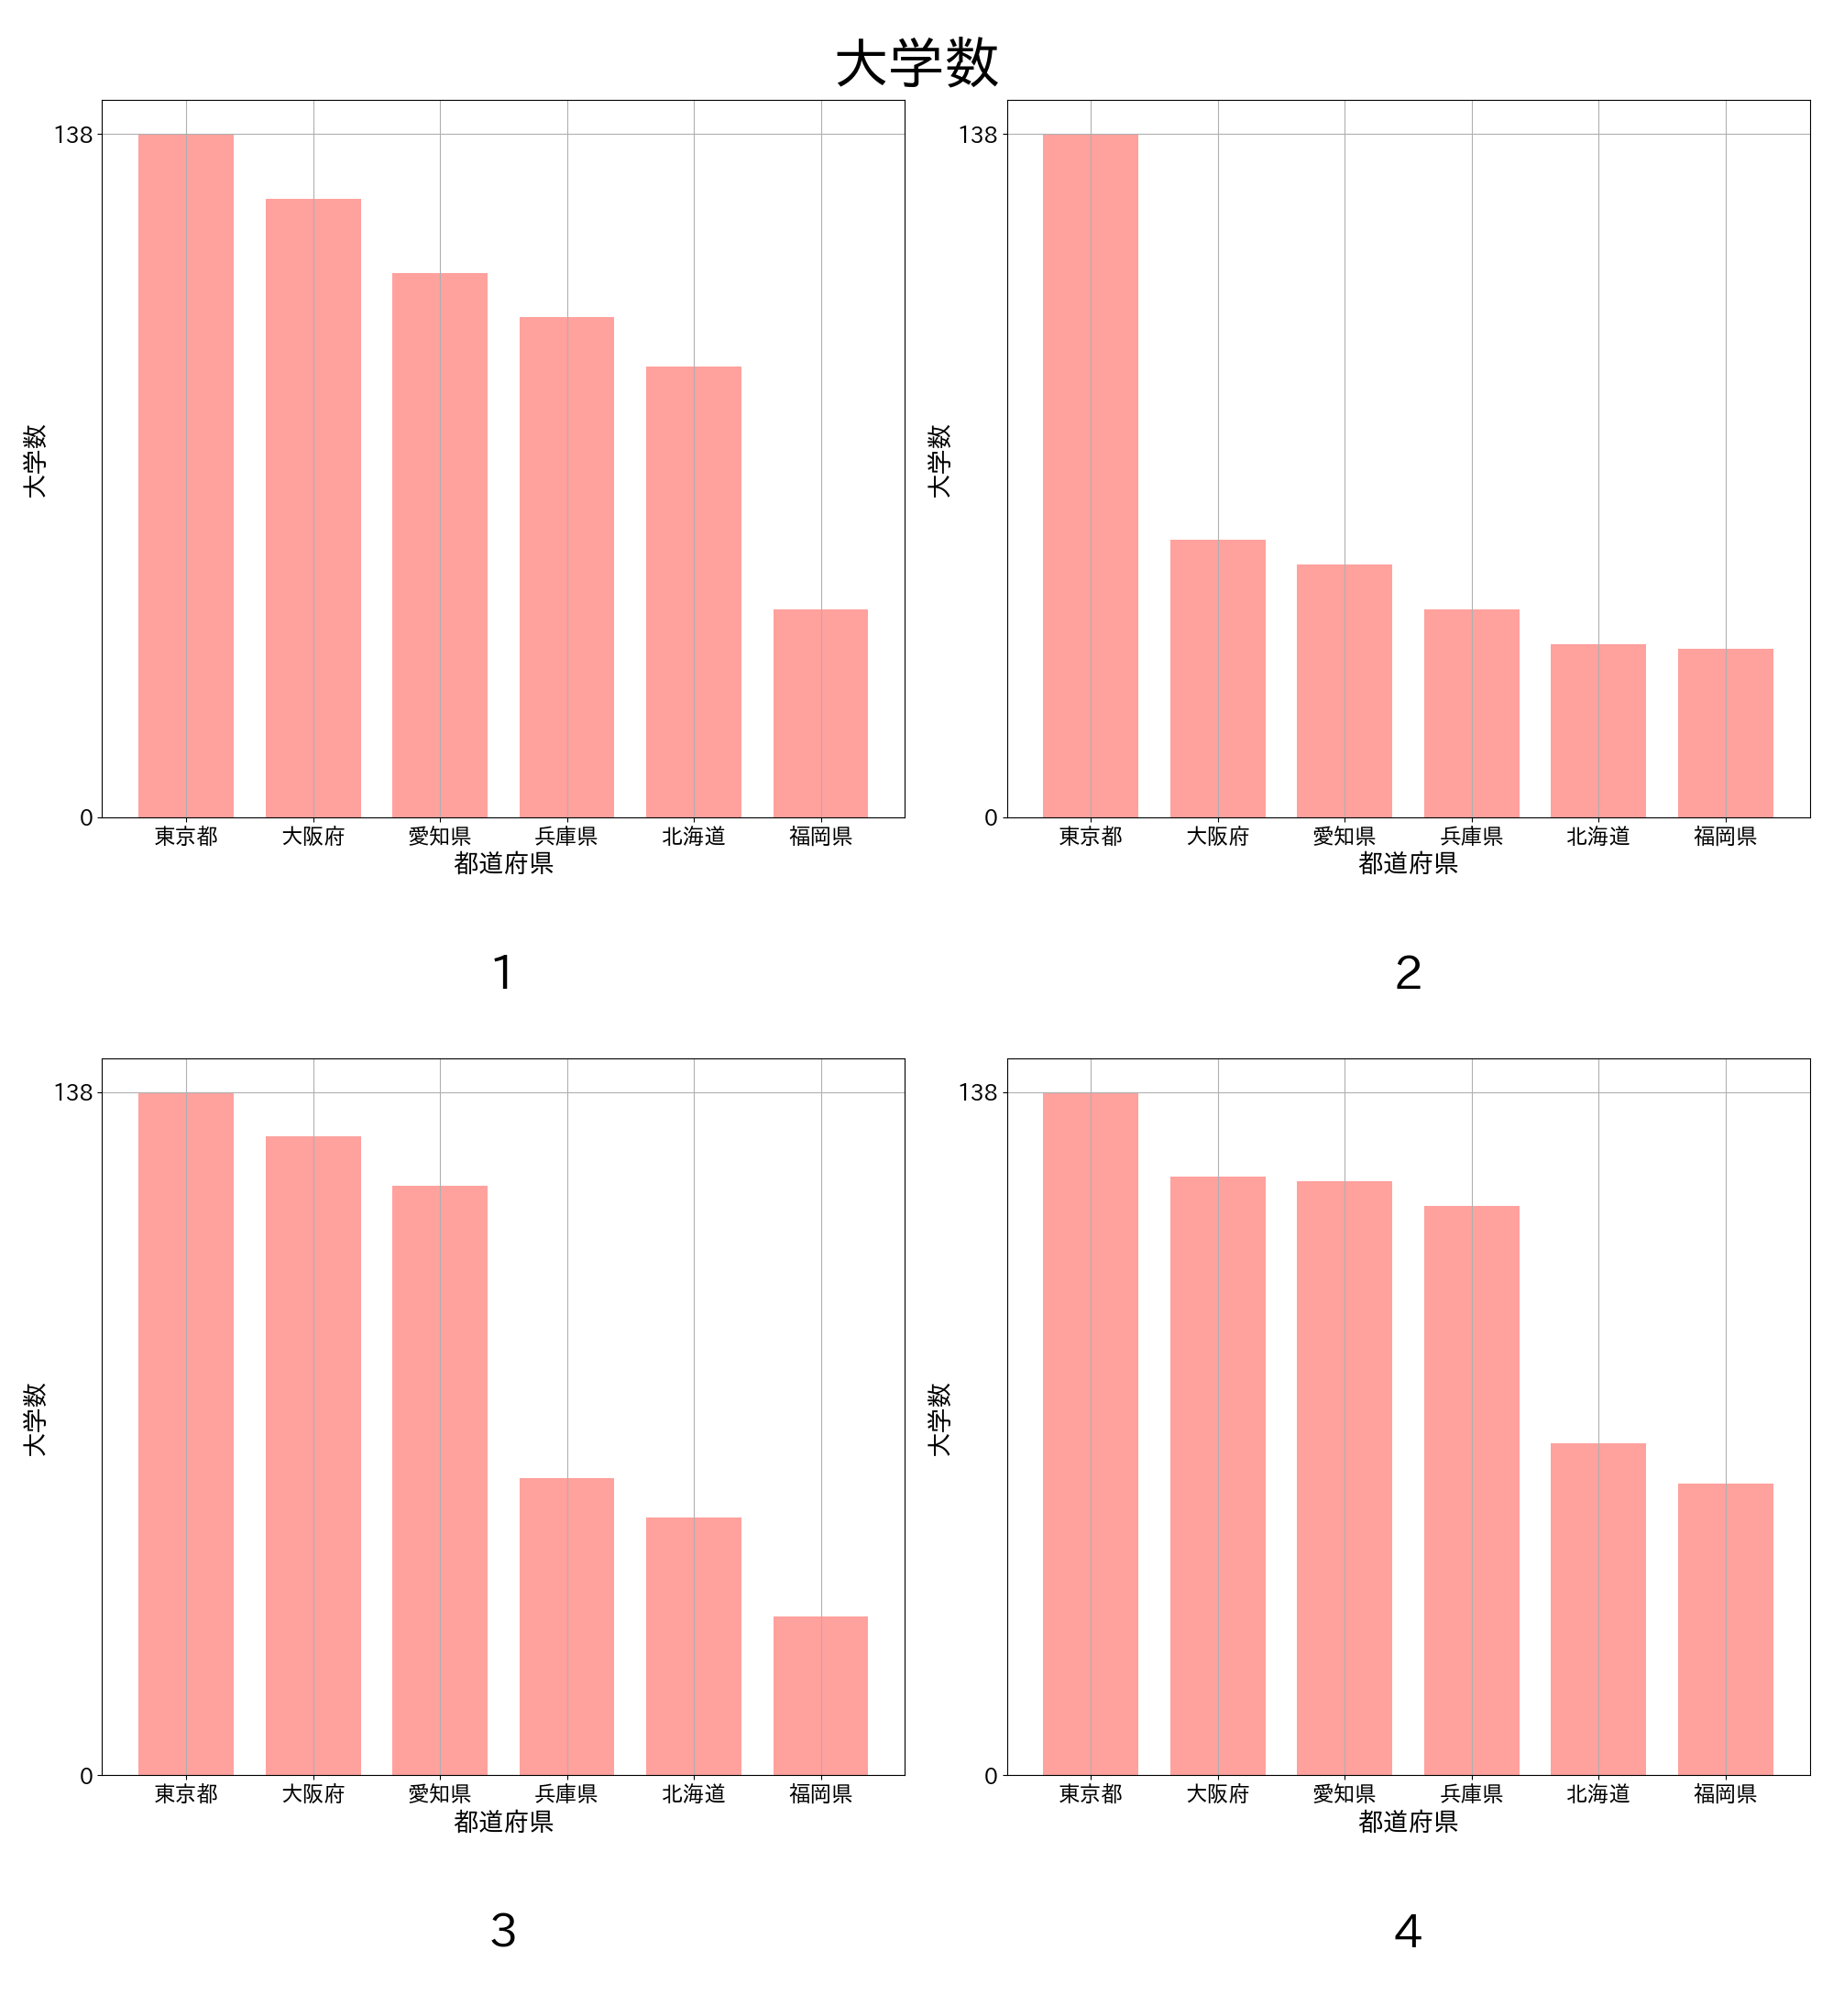 大学数
138
0
大学数
東京都 大阪府 愛知県 兵庫県 北海道 福岡県
都道府県
1
138
0
大学数
東京都 大阪府 愛知県 兵庫県 北海道 福岡県
都道府県
2
138
0
大学数
東京都 大阪府 愛知県 兵庫県 北海道 福岡県
都道府県
3
138
0
大学数
東京都 大阪府 愛知県 兵庫県 北海道 福岡県
都道府県
4